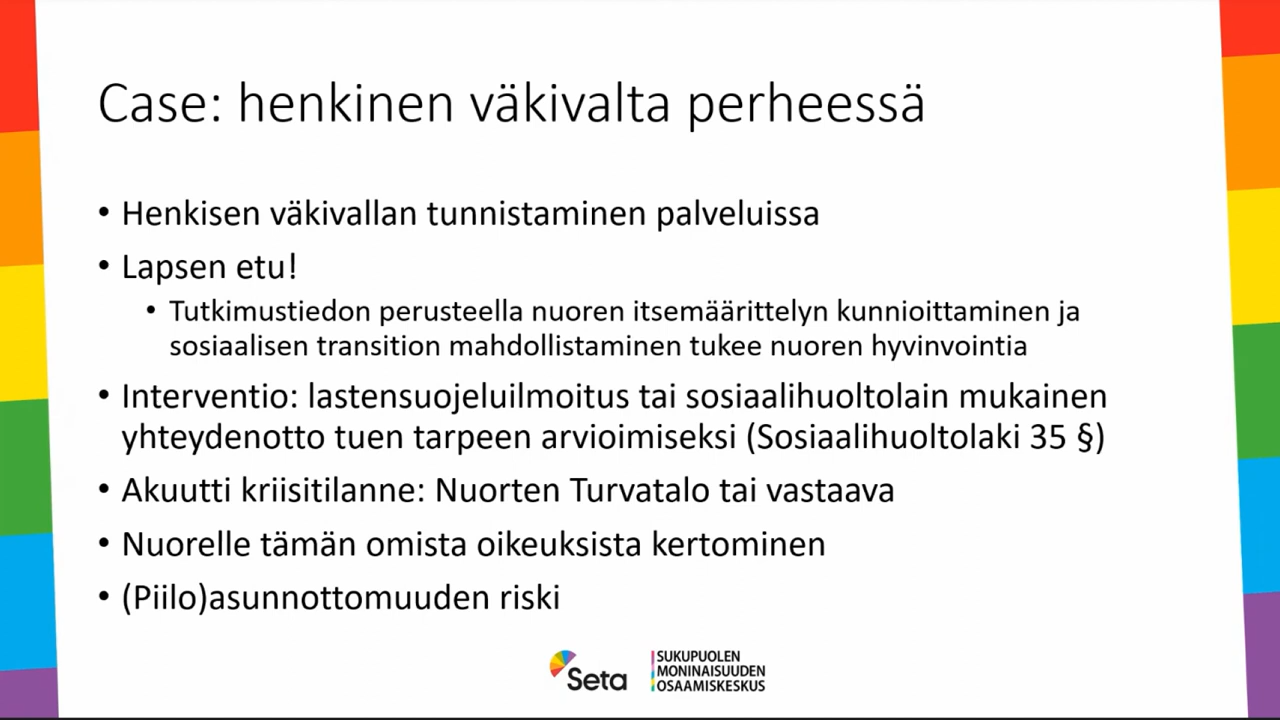 Case: henkinen väkivalta perheessä
• Henkisen väkivallan tunnistaminen palveluissa
• Lapsen etu!
• Tutkimustiedon perusteella nuoren itsemäärittelyn kunnioittaminen ja
sosiaalisen transition mahdollistaminen tukee nuoren hyvinvointia
• Interventio: lastensuojeluilmoitus tai sosiaalihuoltolain mukainen
yhteydenotto tuen tarpeen arvioimiseksi (Sosiaalihuoltolaki 35 §)
• Akuutti kriisitilanne: Nuorten Turvatalo tai vastaava
• Nuorelle tämän omista oikeuksista kertominen
• (Piilo)asunnottomuuden riski
Seta
SUKUPUOLEN
MONINAISUUDEN
OSAAMISKESKUS